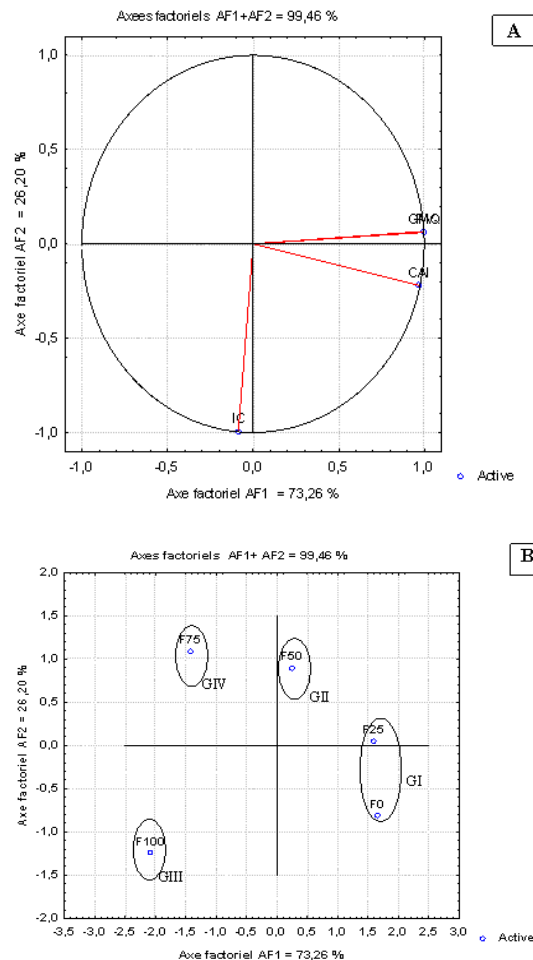 Axees factoriels AF1+AF2 = 99,46 %
A
1,0
0,5
0,0
-0,5
-1,0
Axe factoriel AF2 = 26,20 %
CAI
IC
-1,0 -0,5 0,0 0,5 1,0
Axe factoriel AF1 = 73,26 %
Active
Axes factoriels AF1+ AF2 = 99,46 %
B
2,0
1,5
1,0
0,5
0,0
-0,5
-1,0
-1,5
-2,0
Axe factoriel AF2 = 26,20 %
F75
GIV
F50
GII
F25
F0
GI
F100
GIII
-3,5 -3,0 -2,5 -2,0 -1,5 -1,0 -0,5 0,0 0,5 1,0 1,5 2,0 2,5 3,0
Axe factoriel AF1 = 73,26 %
Active